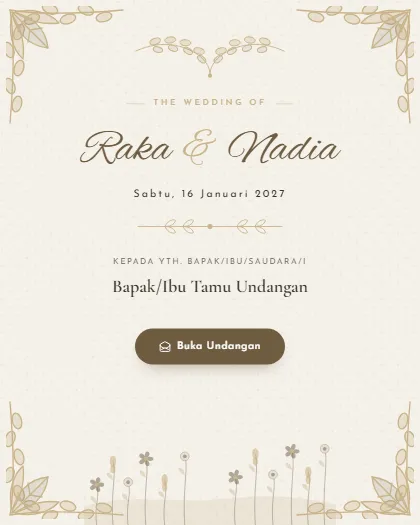 THE WEDDING OF
Raka & Nadia
Sabtu, 16 Januari 2027
KEPADA YTH. BAPAK/IBU/SAUDARA/I
Bapak/Ibu Tamu Undangan
Buka Undangan